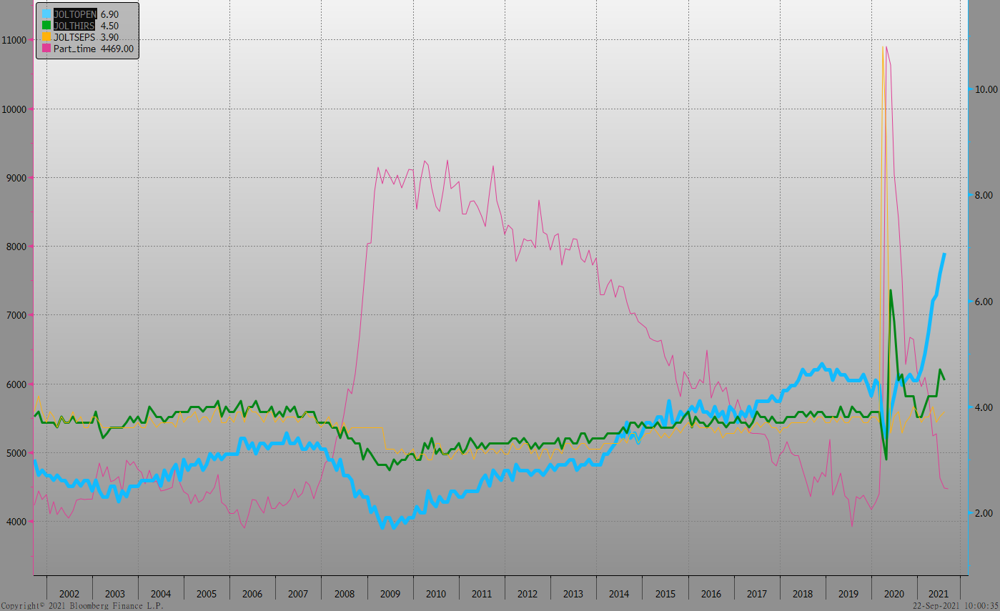 JOLTOPEN 6.90
JOLTHIRS 4.50
JOLTSEPS 3.90
Part_time 4469.00
11000
10000
9000
8000
7000
6000
5000
4000
10.00
8.00
6.00
4.00
2.00
2002 2003 2004 2005 2006 2007 2008 2009 2010 2011 2012 2013 2014 2015 2016 2017 2018 2019 2020 2021
Copyright© 2021 Bloomberg Finance L.P. 22-Sep-2021 10:00:35